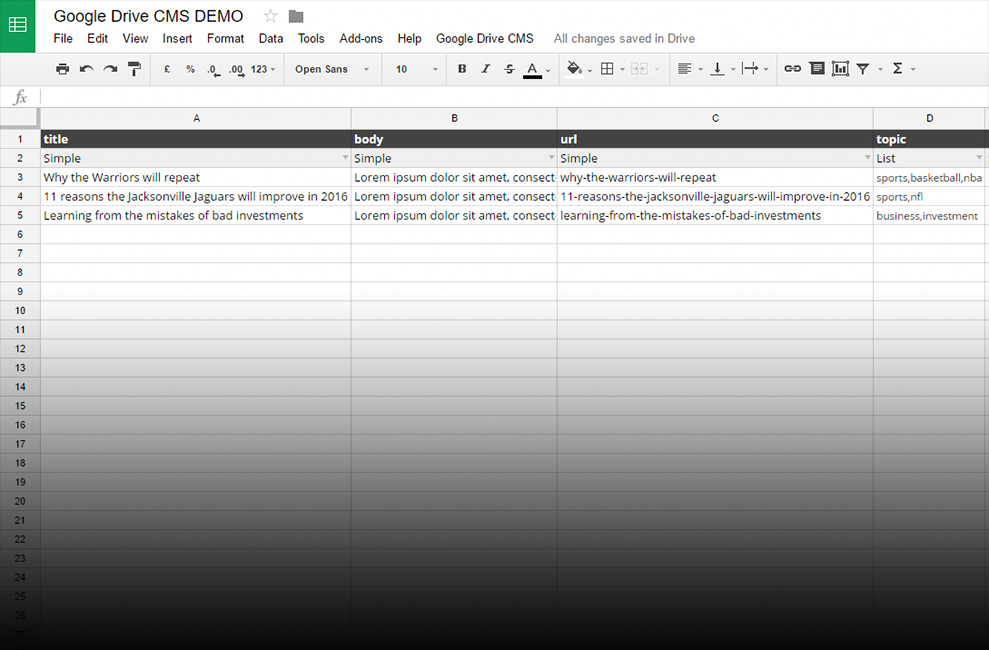 Google Drive CMS DEMO
File Edit View Insert Format Data Tools Add-ons Help Google Drive CMS All changes saved in Drive
£ % .0 .00 123 Open Sans 10 B I S A Σ
fx
A B C D
1 title body url topic
2 Simple Simple Simple List
3 Why the Warriors will repeat Lorem ipsum dolor sit amet, consect why-the-warriors-will-repeat sports,basketball,nba
4 11 reasons the Jacksonville Jaguars will improve in 2016 Lorem ipsum dolor sit amet, consect 11-reasons-the-jacksonville-jaguars-will-improve-in-2016 sports,nfl
5 Learning from the mistakes of bad investments Lorem ipsum dolor sit amet, consect learning-from-the-mistakes-of-bad-investments business,investment
6
7
8
9
10
11
12
13
14
15
16
17
18
19
20
21
22
23
24
25
26
27